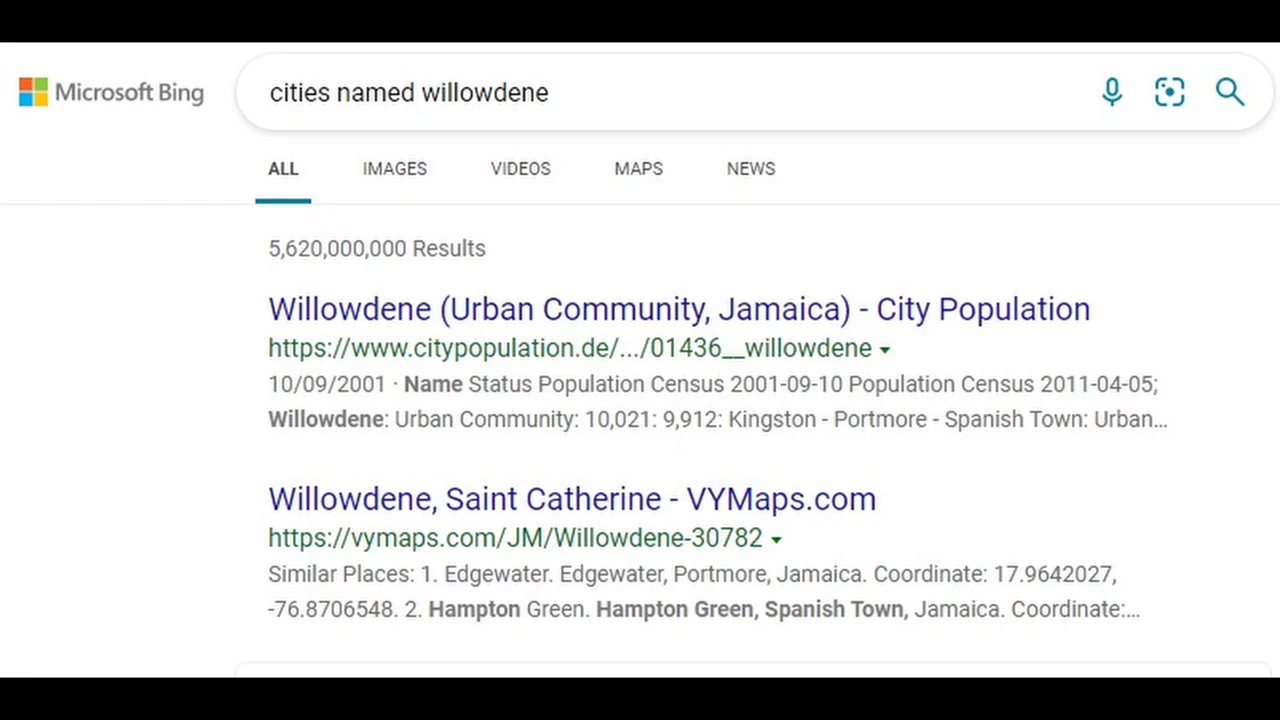 Microsoft Bing
cities named willowdene
ALL IMAGES VIDEOS MAPS NEWS
5,620,000,000 Results
Willowdene (Urban Community, Jamaica) - City Population
https://www.citypopulation.de/.../01436__willowdene
10/09/2001 · Name Status Population Census 2001-09-10 Population Census 2011-04-05;
Willowdene: Urban Community: 10,021: 9,912: Kingston - Portmore - Spanish Town: Urban...
Willowdene, Saint Catherine - VYMaps.com
https://vymaps.com/JM/Willowdene-30782
Similar Places: 1. Edgewater. Edgewater, Portmore, Jamaica. Coordinate: 17.9642027,
-76.8706548. 2. Hampton Green. Hampton Green, Spanish Town, Jamaica. Coordinate:...